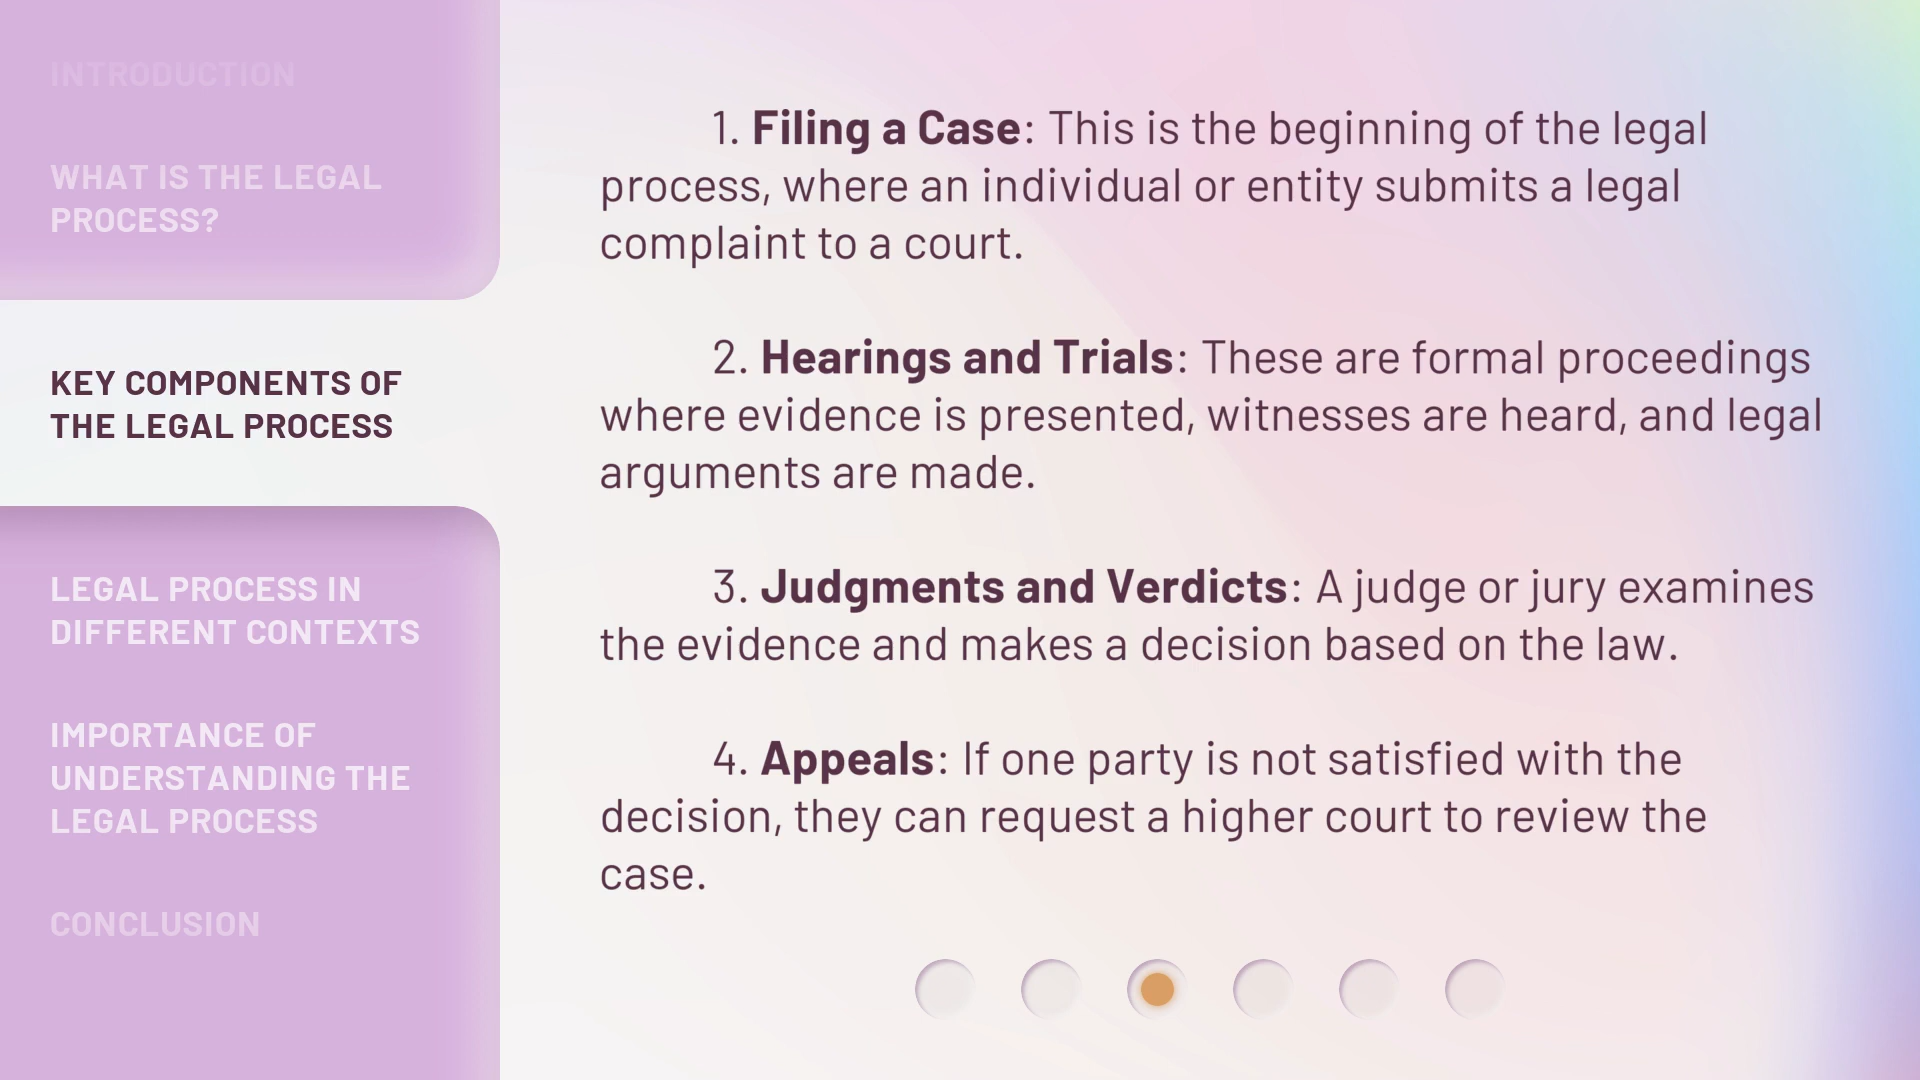 INTRODUCTION
WHAT IS THE LEGAL
PROCESS?
KEY COMPONENTS OF
THE LEGAL PROCESS
LEGAL PROCESS IN
DIFFERENT CONTEXTS
IMPORTANCE OF
UNDERSTANDING THE
LEGAL PROCESS
CONCLUSION
1. Filing a Case: This is the beginning of the legal
process, where an individual or entity submits a legal
complaint to a court.
2. Hearings and Trials: These are formal proceedings
where evidence is presented, witnesses are heard, and legal
arguments are made.
3. Judgments and Verdicts: A judge or jury examines
the evidence and makes a decision based on the law.
4. Appeals: If one party is not satisfied with the
decision, they can request a higher court to review the
case.